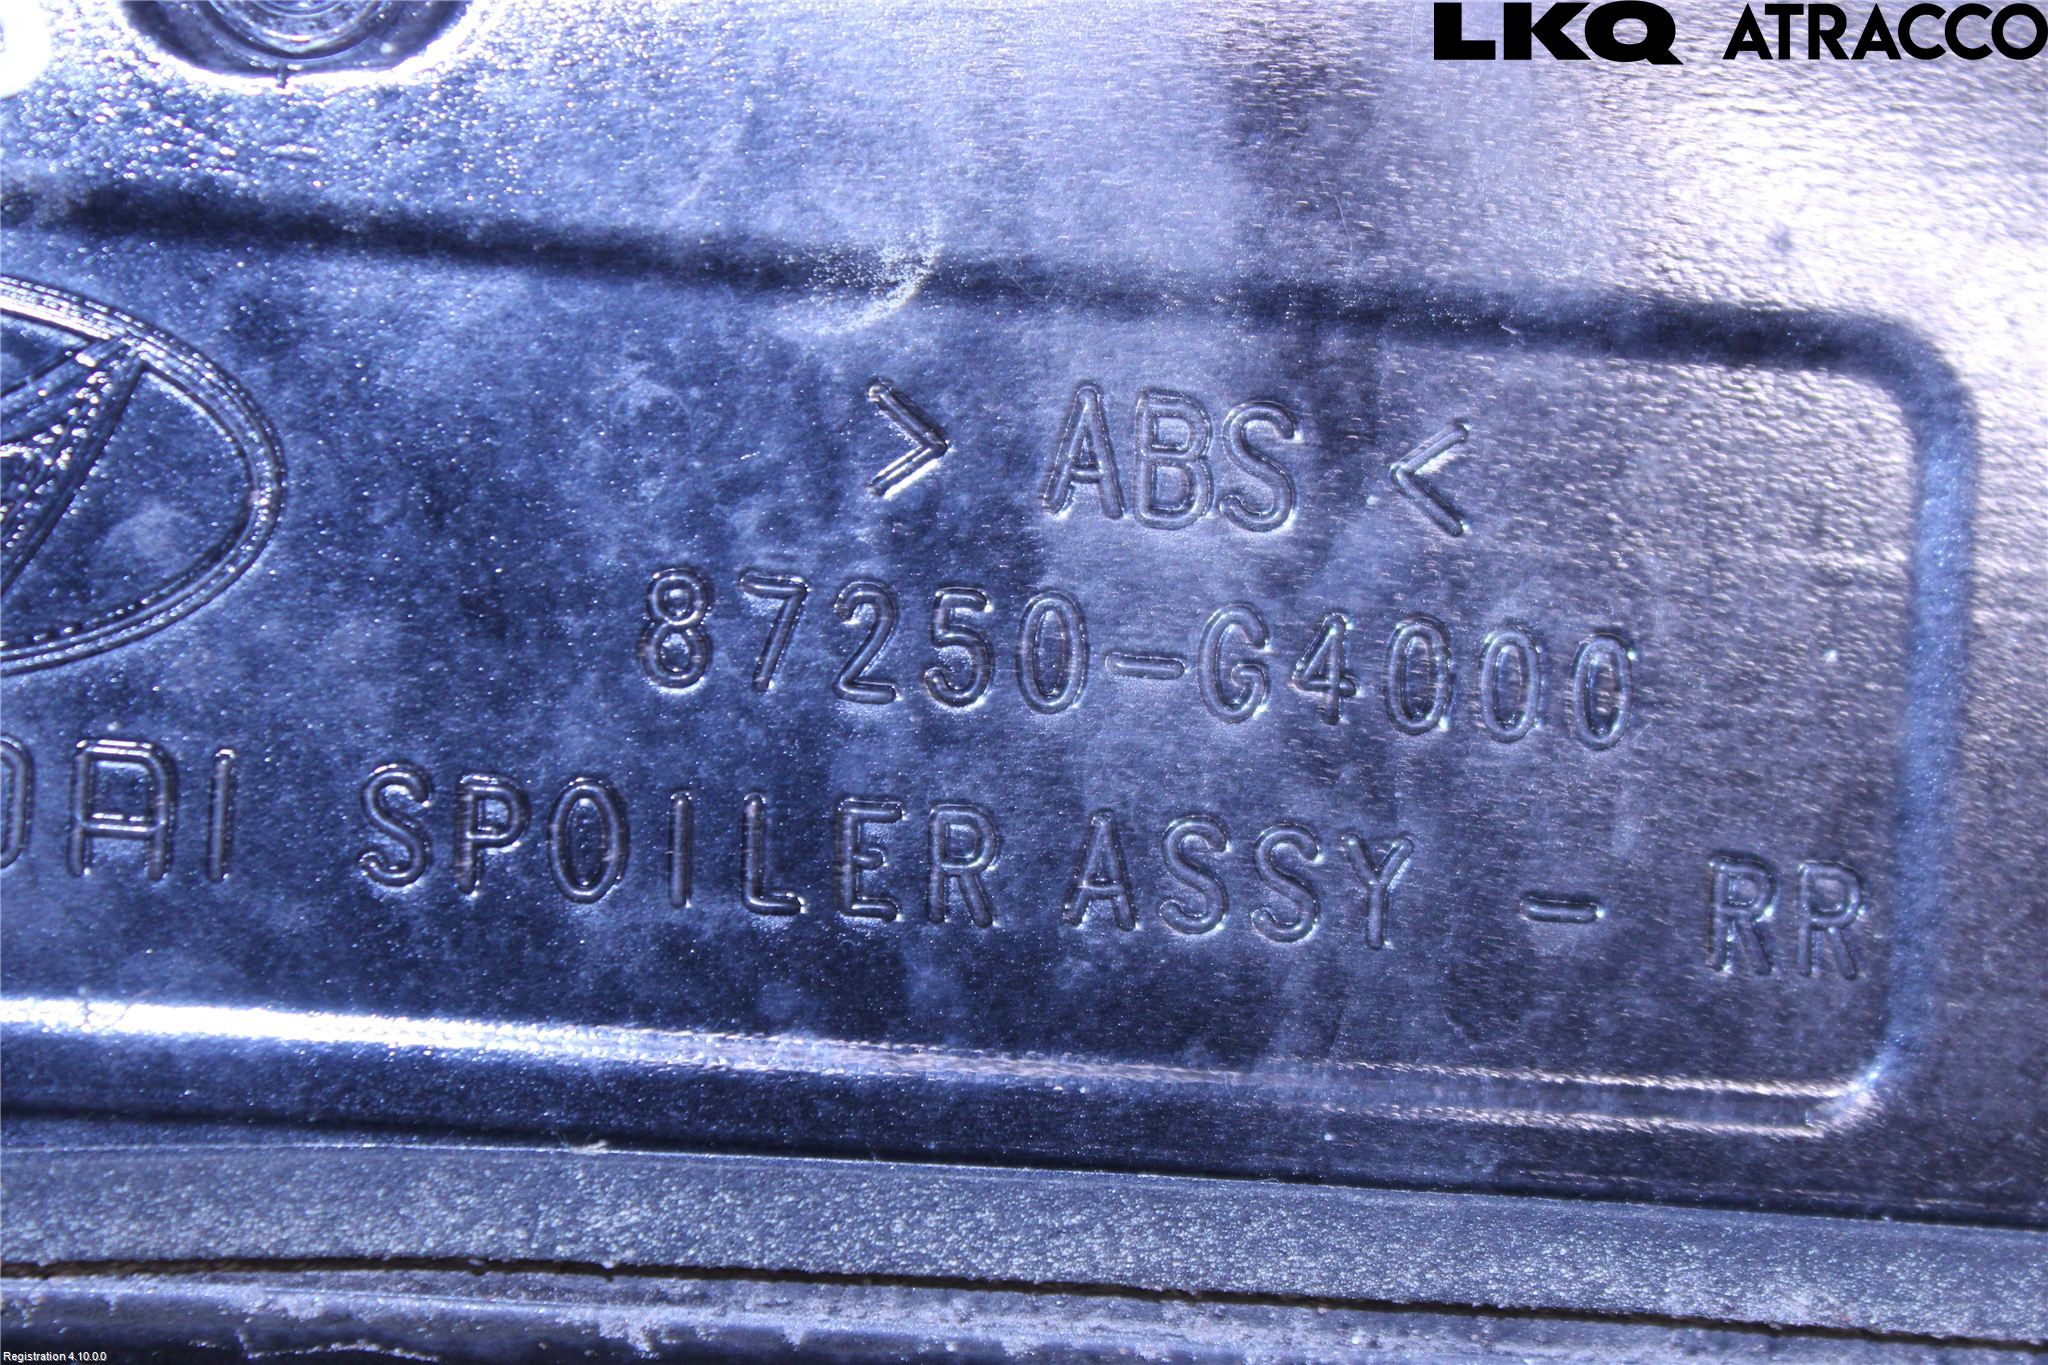 LKQ ATRACCO
> ABS <
87250-G4000
DAI SPOILER ASSY - RR
Registration 4.10.0.0